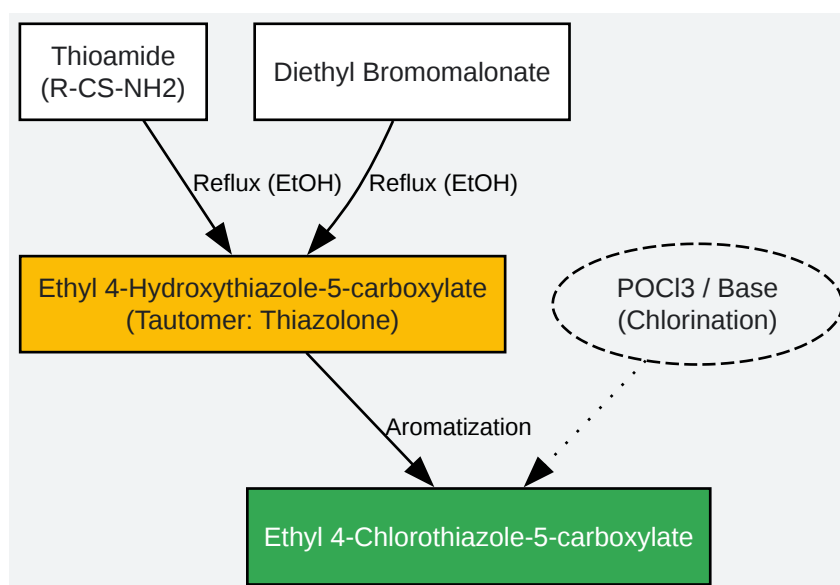 Thioamide
(R-CS-NH2)
Diethyl Bromomalonate
Reflux (EtOH)
Reflux (EtOH)
Ethyl 4-Hydroxythiazole-5-carboxylate
(Tautomer: Thiazolone)
POCl3 / Base
(Chlorination)
Aromatization
Ethyl 4-Chlorothiazole-5-carboxylate